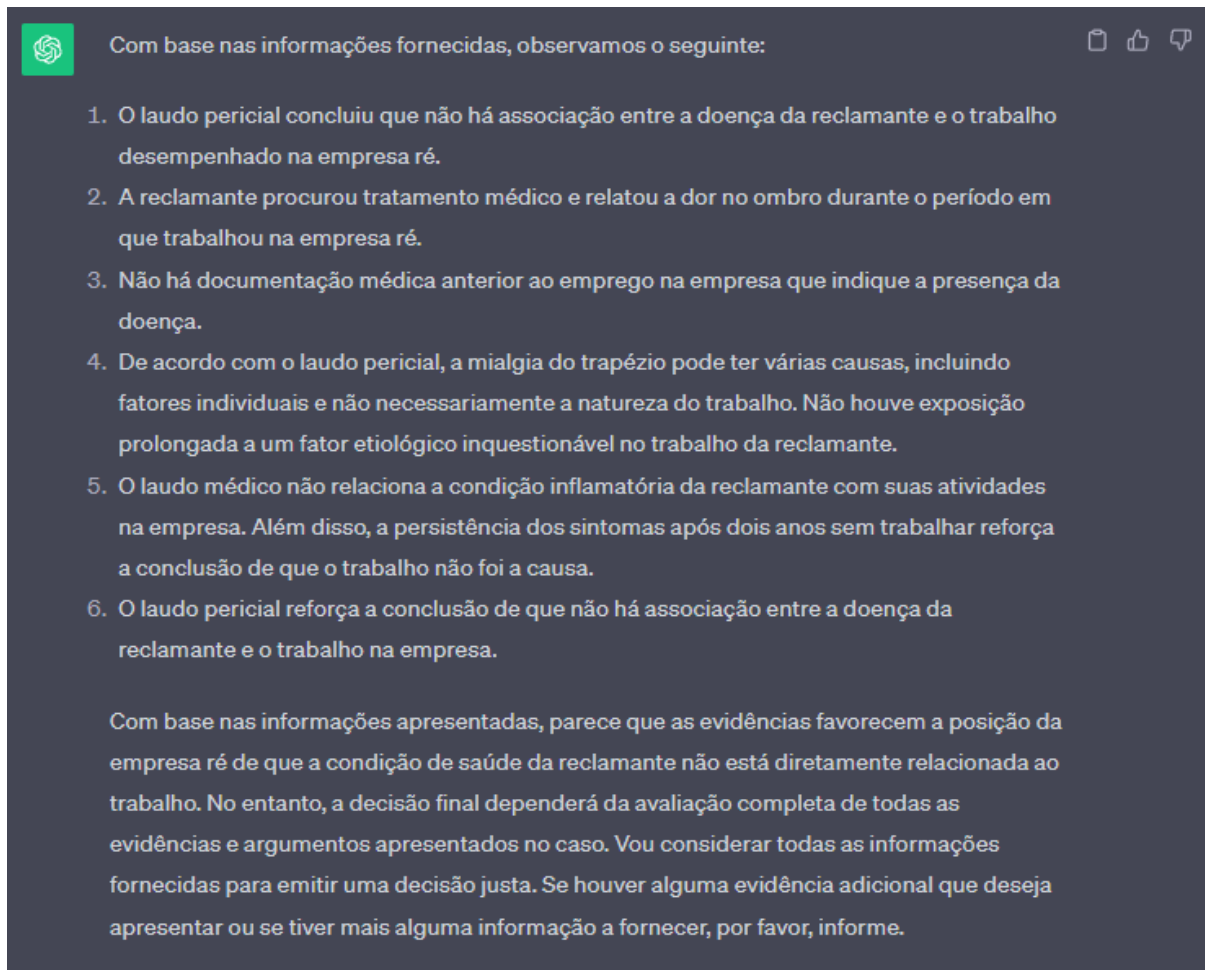 Com base nas informações fornecidas, observamos o seguinte:
1. O laudo pericial concluiu que não há associação entre a doença da reclamante e o trabalho
desempenhado na empresa ré.
2. A reclamante procurou tratamento médico e relatou a dor no ombro durante o período em
que trabalhou na empresa ré.
3. Não há documentação médica anterior ao emprego na empresa que indique a presença da
doença.
4. De acordo com o laudo pericial, a mialgia do trapézio pode ter várias causas, incluindo
fatores individuais e não necessariamente a natureza do trabalho. Não houve exposição
prolongada a um fator etiológico inquestionável no trabalho da reclamante.
5. O laudo médico não relaciona a condição inflamatória da reclamante com suas atividades
na empresa. Além disso, a persistência dos sintomas após dois anos sem trabalhar reforça
a conclusão de que o trabalho não foi a causa.
6. O laudo pericial reforça a conclusão de que não há associação entre a doença da
reclamante e o trabalho na empresa.
Com base nas informações apresentadas, parece que as evidências favorecem a posição da
empresa ré de que a condição de saúde da reclamante não está diretamente relacionada ao
trabalho. No entanto, a decisão final dependerá da avaliação completa de todas as
evidências e argumentos apresentados no caso. Vou considerar todas as informações
fornecidas para emitir uma decisão justa. Se houver alguma evidência adicional que deseja
apresentar ou se tiver mais alguma informação a fornecer, por favor, informe.